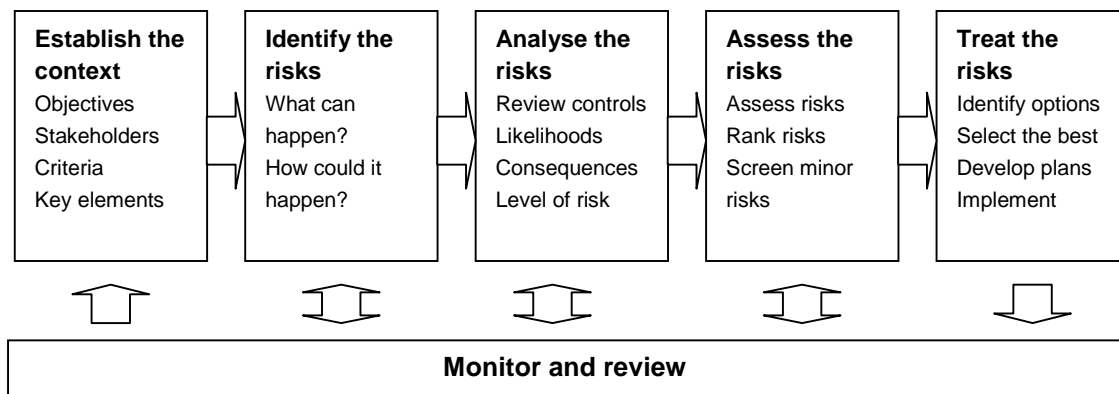 Establish the
context
Objectives
Stakeholders
Criteria
Key elements
Identify the
risks
What can
happen?
How could it
happen?
Analyse the
risks
Review controls
Likelihoods
Consequences
Level of risk
Assess the
risks
Assess risks
Rank risks
Screen minor
risks
Treat the
risks
Identify options
Select the best
Develop plans
Implement
Monitor and review